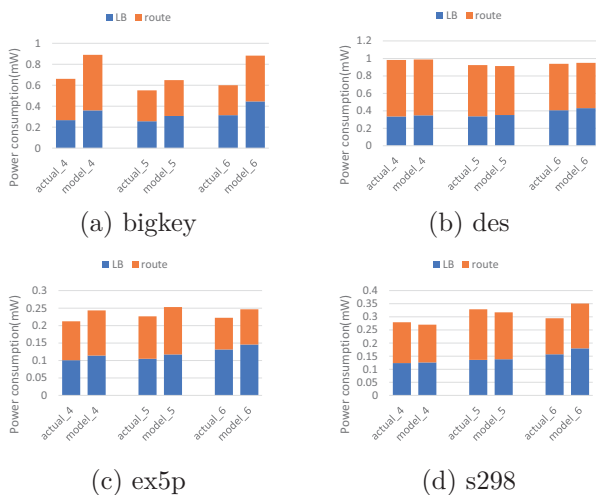 LB route
Power consumption(mW)
1
0.8
0.6
0.4
0.2
0
actual_4 model_4 actual_5 model_5 actual_6 model_6
(a) bigkey
LB route
Power consumption(mW)
1.2
1
0.8
0.6
0.4
0.2
0
actual_4 model_4 actual_5 model_5 actual_6 model_6
(b) des
LB route
Power consumption(mW)
0.3
0.25
0.2
0.15
0.1
0.05
0
actual_4 model_4 actual_5 model_5 actual_6 model_6
(c) ex5p
LB route
Power consumption(mW)
0.4
0.35
0.3
0.25
0.2
0.15
0.1
0.05
0
actual_4 model_4 actual_5 model_5 actual_6 model_6
(d) s298